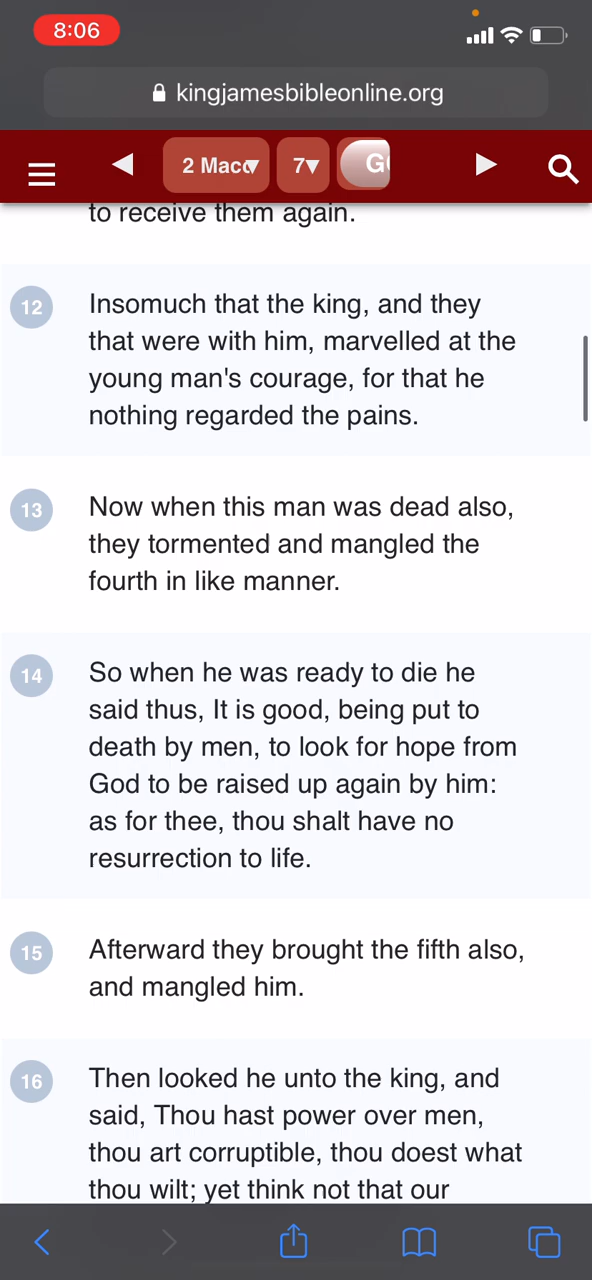 8:06
kingjamesbibleonline.org
2 Macc 7 G
to receive them again.
12 Insomuch that the king, and they
that were with him, marvelled at the
young man's courage, for that he
nothing regarded the pains.
13 Now when this man was dead also,
they tormented and mangled the
fourth in like manner.
14 So when he was ready to die he
said thus, It is good, being put to
death by men, to look for hope from
God to be raised up again by him:
as for thee, thou shalt have no
resurrection to life.
15 Afterward they brought the fifth also,
and mangled him.
16 Then looked he unto the king, and
said, Thou hast power over men,
thou art corruptible, thou doest what
thou wilt; yet think not that our